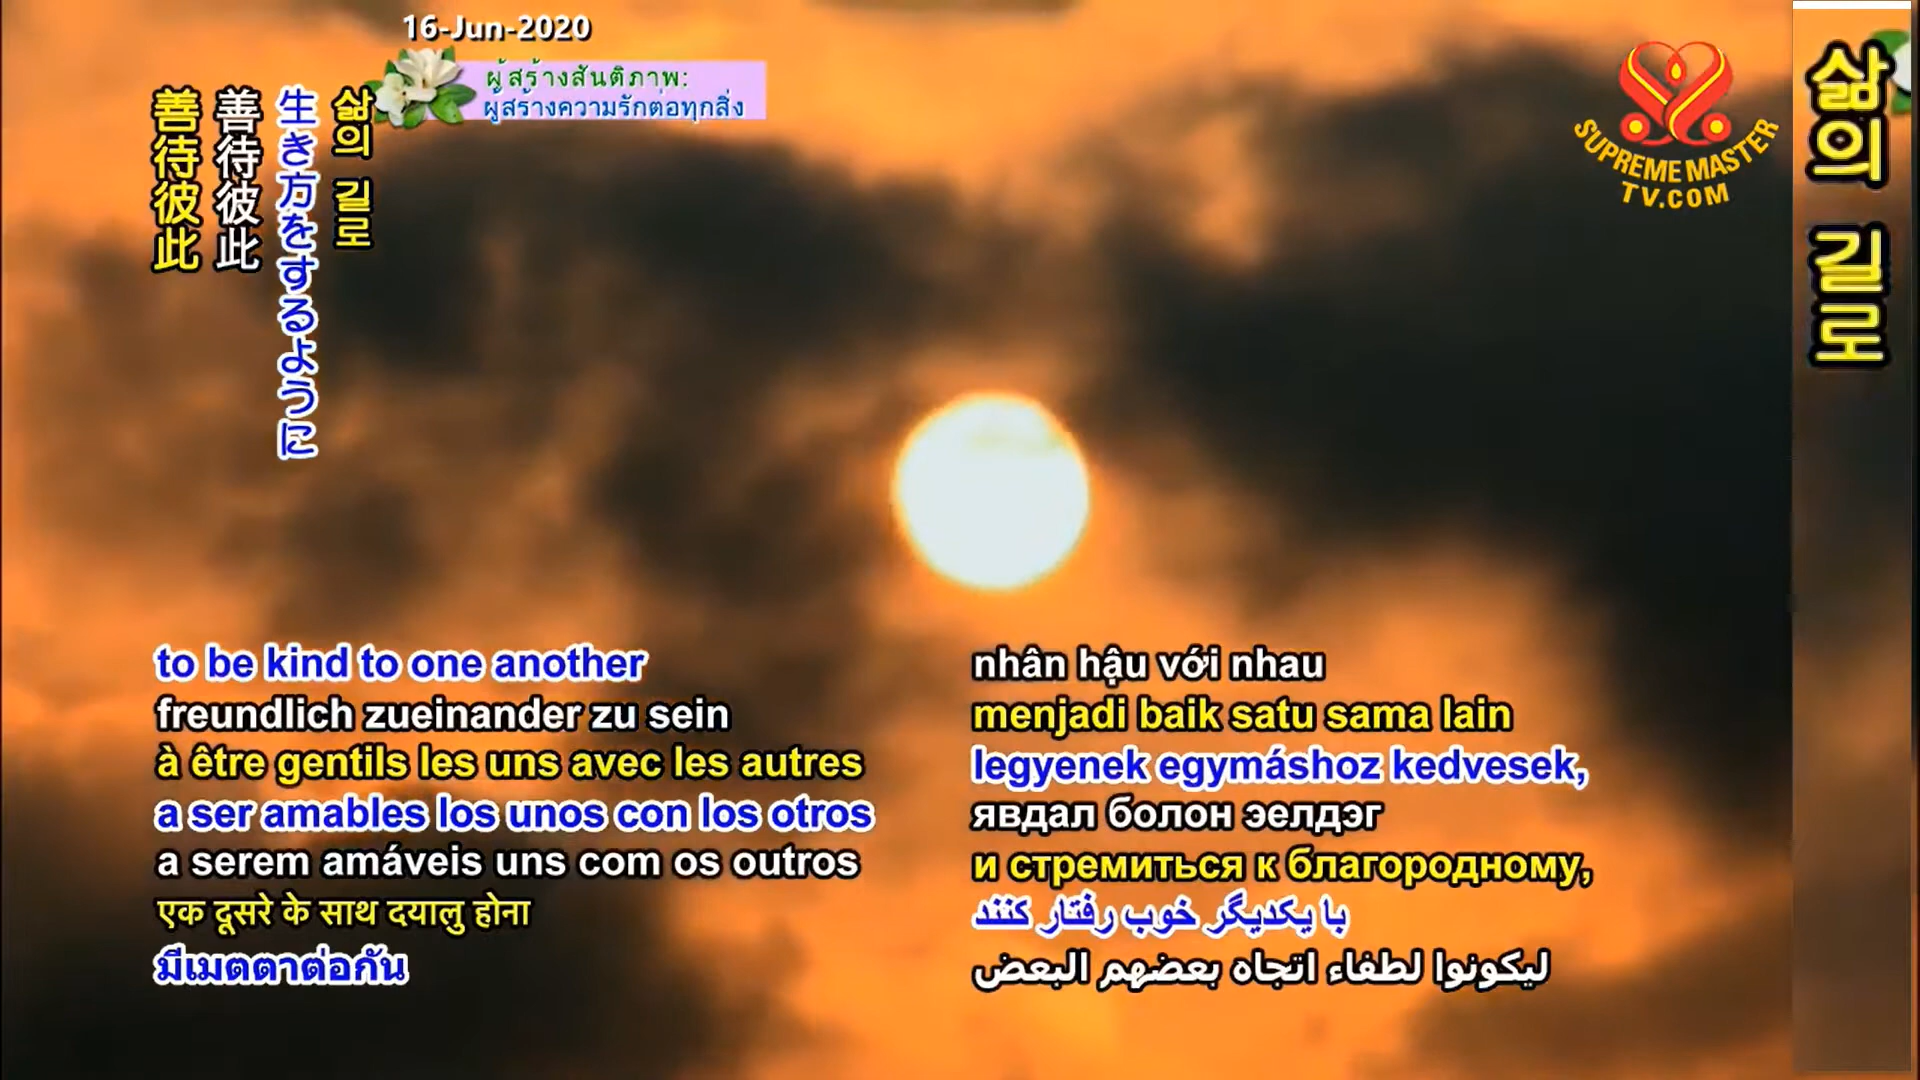 16-Jun-2020
ผู้สร้างสันติภาพ:
ผู้สร้างความรักต่อทุกสิ่ง
SUPREME MASTER
TV.COM
삶의 길로
삶의 길로
生き方をするように
善待彼此
善待彼此
to be kind to one another
freundlich zueinander zu sein
à être gentils les uns avec les autres
a ser amables los unos con los otros
a serem amáveis uns com os outros
एक दूसरे के साथ दयालु होना
มีเมตตาต่อกัน
nhân hậu với nhau
menjadi baik satu sama lain
legyenek egymáshoz kedvesek,
явдал болон эелдэг
и стремиться к благородному,
با یکدیگر خوب رفتار کنند
ليكونوا لطفاء اتجاه بعضهم البعض